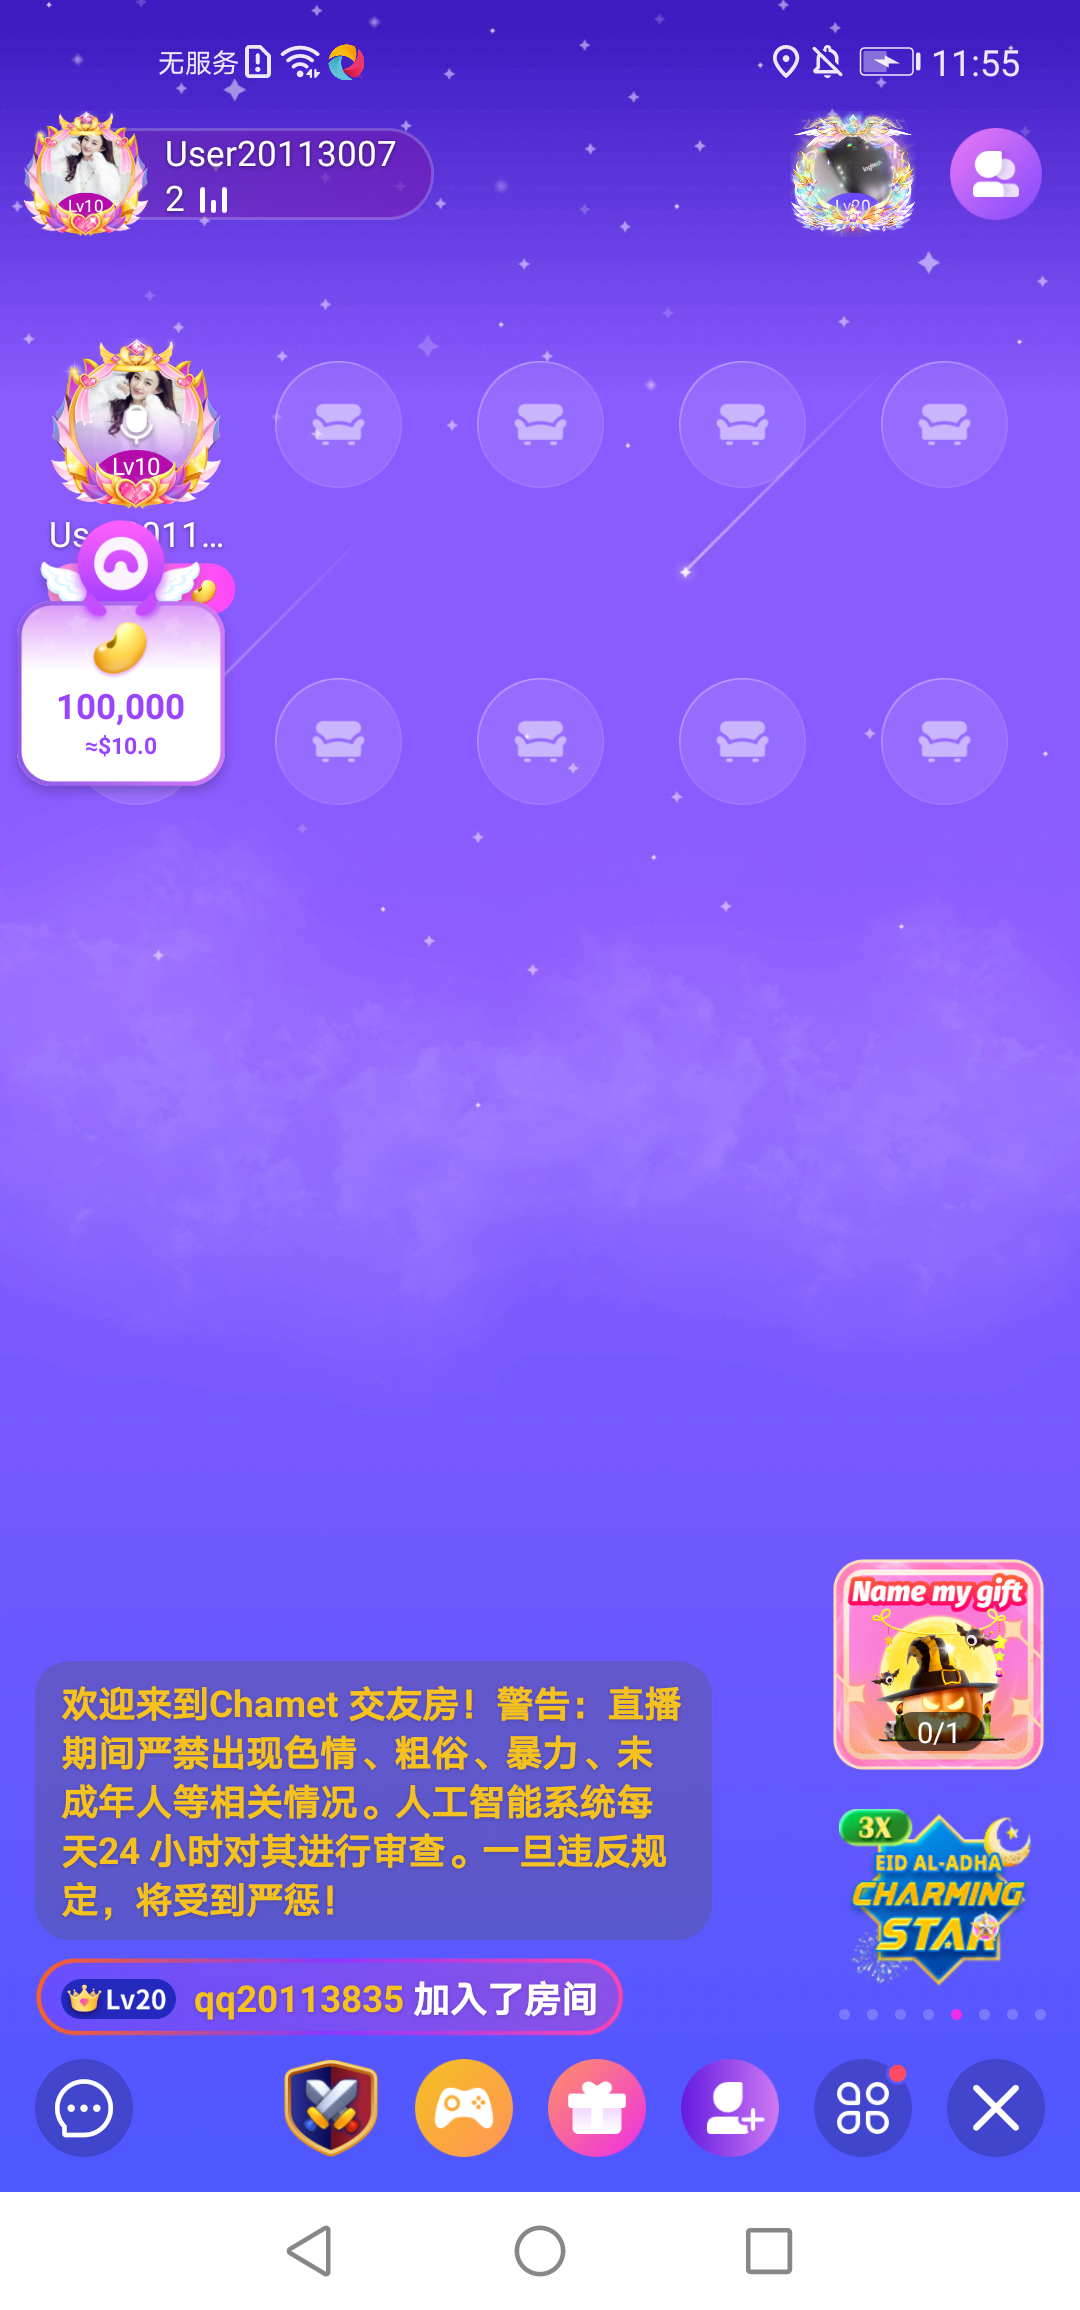 无服务
11:55
User20113007
2
Lv10
logitech
Lv20
Lv10
Us 011...
100,000
≈$10.0
Name my gift
0/1
欢迎来到Chamet 交友房！警告：直播
期间严禁出现色情、粗俗、暴力、未
成年人等相关情况。人工智能系统每
天24 小时对其进行审查。一旦违反规
定，将受到严惩！
3X
EID AL-ADHA
CHARMING
STAR
Lv20 qq20113835 加入了房间